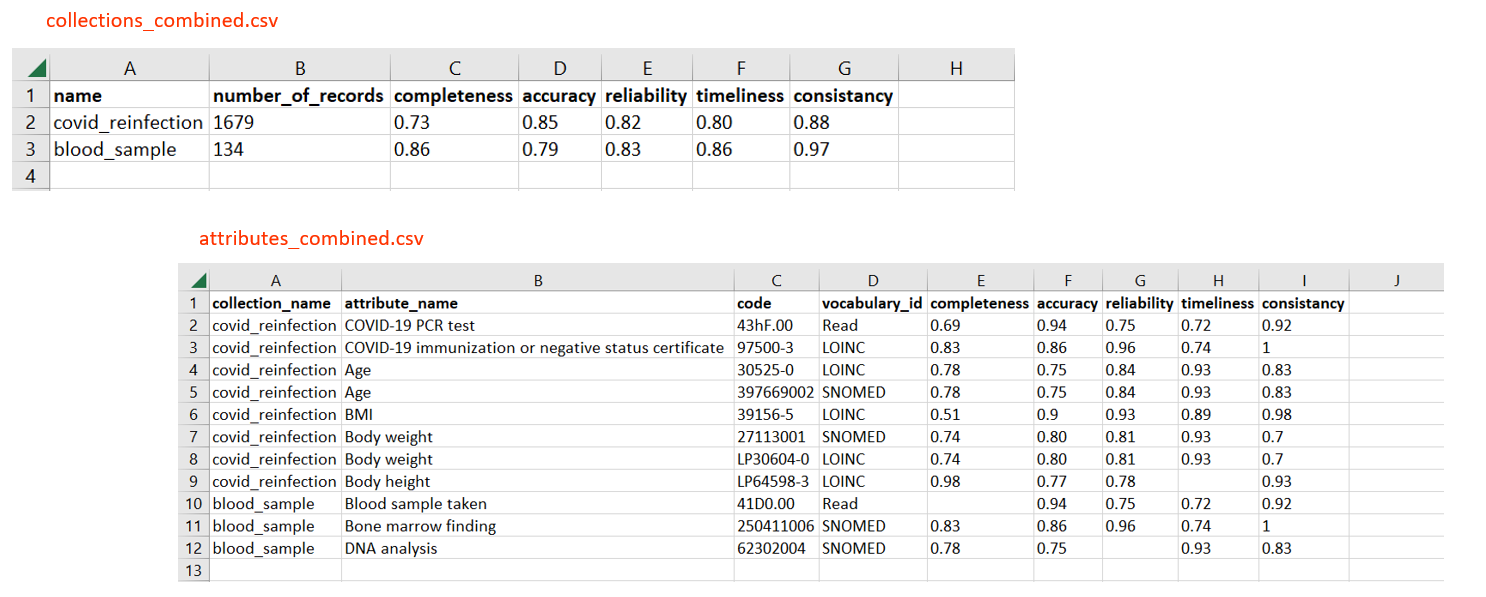 collections_combined.csv
A B C D E F G H
1 name number_of_records completeness accuracy reliability timeliness consistancy
2 covid_reinfection 1679 0.73 0.85 0.82 0.80 0.88
3 blood_sample 134 0.86 0.79 0.83 0.86 0.97
4
attributes_combined.csv
A B C D E F G H I J
1 collection_name attribute_name code vocabulary_id completeness accuracy reliability timeliness consistancy
2 covid_reinfection COVID-19 PCR test 43hF.00 Read 0.69 0.94 0.75 0.72 0.92
3 covid_reinfection COVID-19 immunization or negative status certificate 97500-3 LOINC 0.83 0.86 0.96 0.74 1
4 covid_reinfection Age 30525-0 LOINC 0.78 0.75 0.84 0.93 0.83
5 covid_reinfection Age 397669002 SNOMED 0.78 0.75 0.84 0.93 0.83
6 covid_reinfection BMI 39156-5 LOINC 0.51 0.9 0.93 0.89 0.98
7 covid_reinfection Body weight 27113001 SNOMED 0.74 0.80 0.81 0.93 0.7
8 covid_reinfection Body weight LP30604-0 LOINC 0.74 0.80 0.81 0.93 0.7
9 covid_reinfection Body height LP64598-3 LOINC 0.98 0.77 0.78 0.93
10 blood_sample Blood sample taken 41D0.00 Read 0.94 0.75 0.72 0.92
11 blood_sample Bone marrow finding 250411006 SNOMED 0.83 0.86 0.96 0.74 1
12 blood_sample DNA analysis 62302004 SNOMED 0.78 0.75 0.93 0.83
13